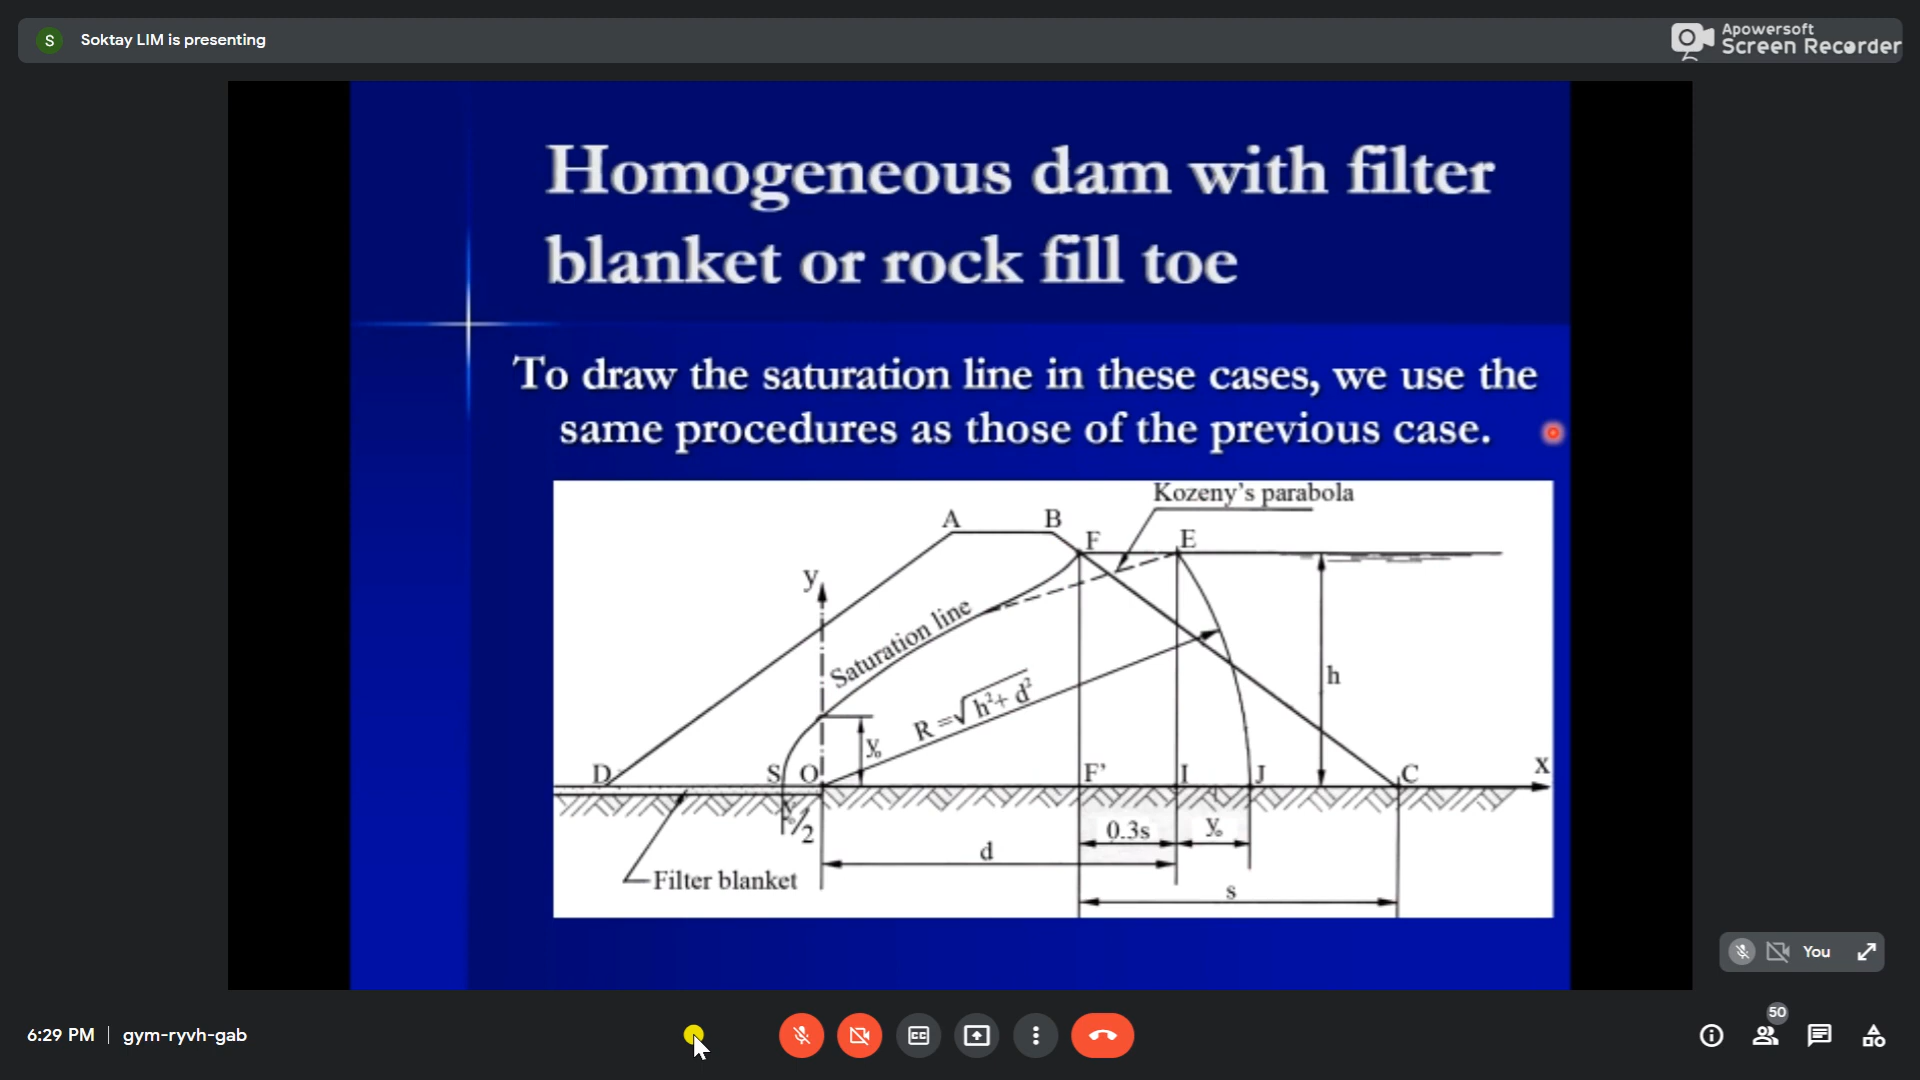 S Soktay LIM is presenting
Apowersoft
Screen Recorder
Homogeneous dam with filter
blanket or rock fill toe
To draw the saturation line in these cases, we use the
same procedures as those of the previous case.
Kozeny's parabola
A B F E
y
Saturation line
R = √h²+ d²
h
y₀
D S O F' I J C x
y₀/2
0.3s y₀
d
Filter blanket
s
You
50
6:29 PM | gym-ryvh-gab
CC